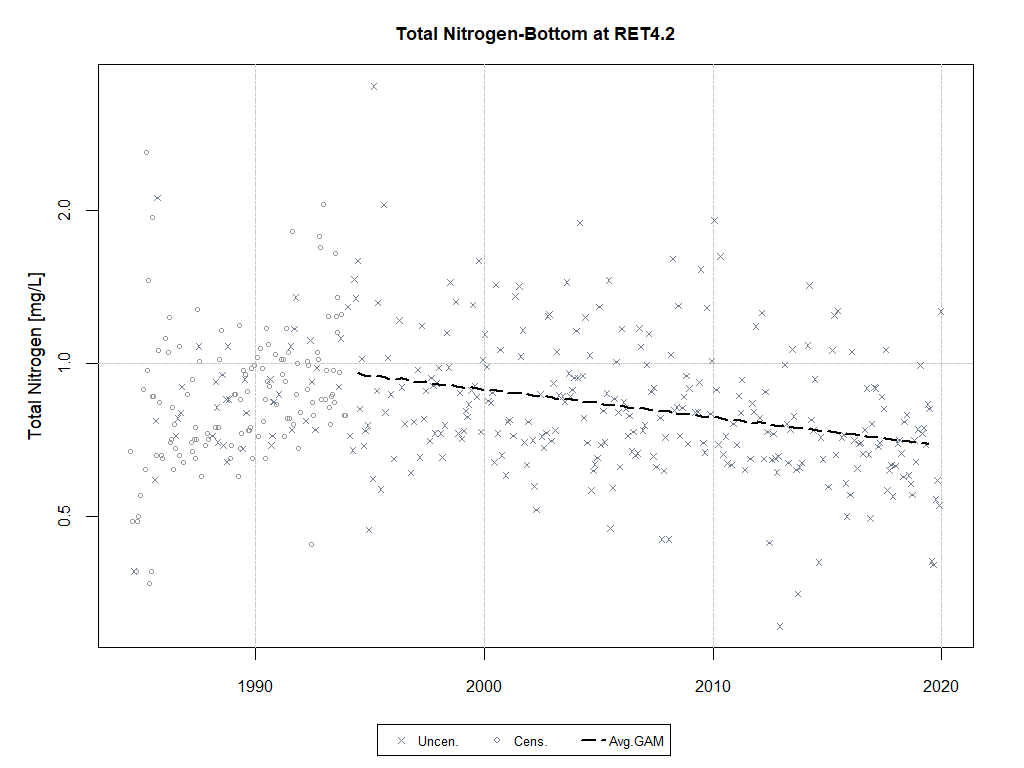 Total Nitrogen-Bottom at RET4.2
Total Nitrogen [mg/L]
2.0
1.0
0.5
1990 2000 2010 2020
Uncen. Cens. Avg.GAM